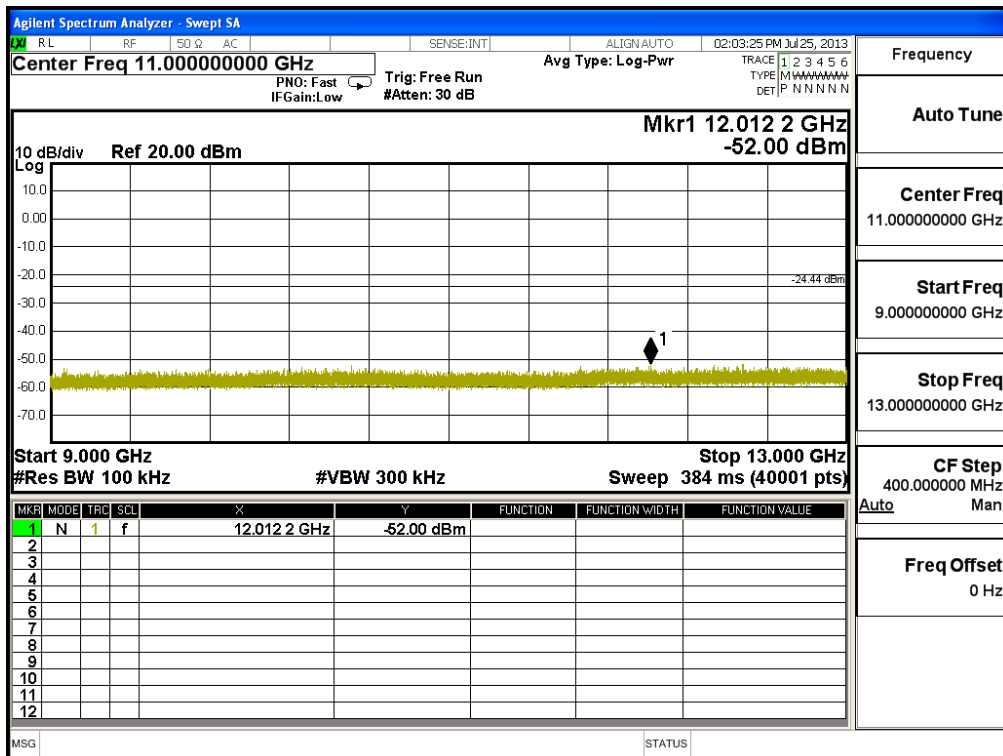 Agilent Spectrum Analyzer - Swept SA
LXI RL RF 50 Ω AC SENSE:INT ALIGNAUTO 02:03:25 PM Jul 25, 2013
Center Freq 11.000000000 GHz
PNO: Fast
IFGain:Low
Trig: Free Run
#Atten: 30 dB
Avg Type: Log-Pwr
TRACE 1 2 3 4 5 6
TYPE M WWWWW
DET P N N N N N
Mkr1 12.012 2 GHz
-52.00 dBm
10 dB/div Ref 20.00 dBm
Log
10.0
0.00
-10.0
-20.0
-24.44 dBm
-30.0
-40.0
1
-50.0
-60.0
-70.0
Start 9.000 GHz Stop 13.000 GHz
#Res BW 100 kHz #VBW 300 kHz Sweep 384 ms (40001 pts)
MKR MODE TRC SCL X Y FUNCTION FUNCTION WIDTH FUNCTION VALUE
1 N 1 f 12.012 2 GHz -52.00 dBm
2
3
4
5
6
7
8
9
10
11
12
MSG STATUS
Frequency
Auto Tune
Center Freq
11.000000000 GHz
Start Freq
9.000000000 GHz
Stop Freq
13.000000000 GHz
CF Step
400.000000 MHz
Auto Man
Freq Offset
0 Hz